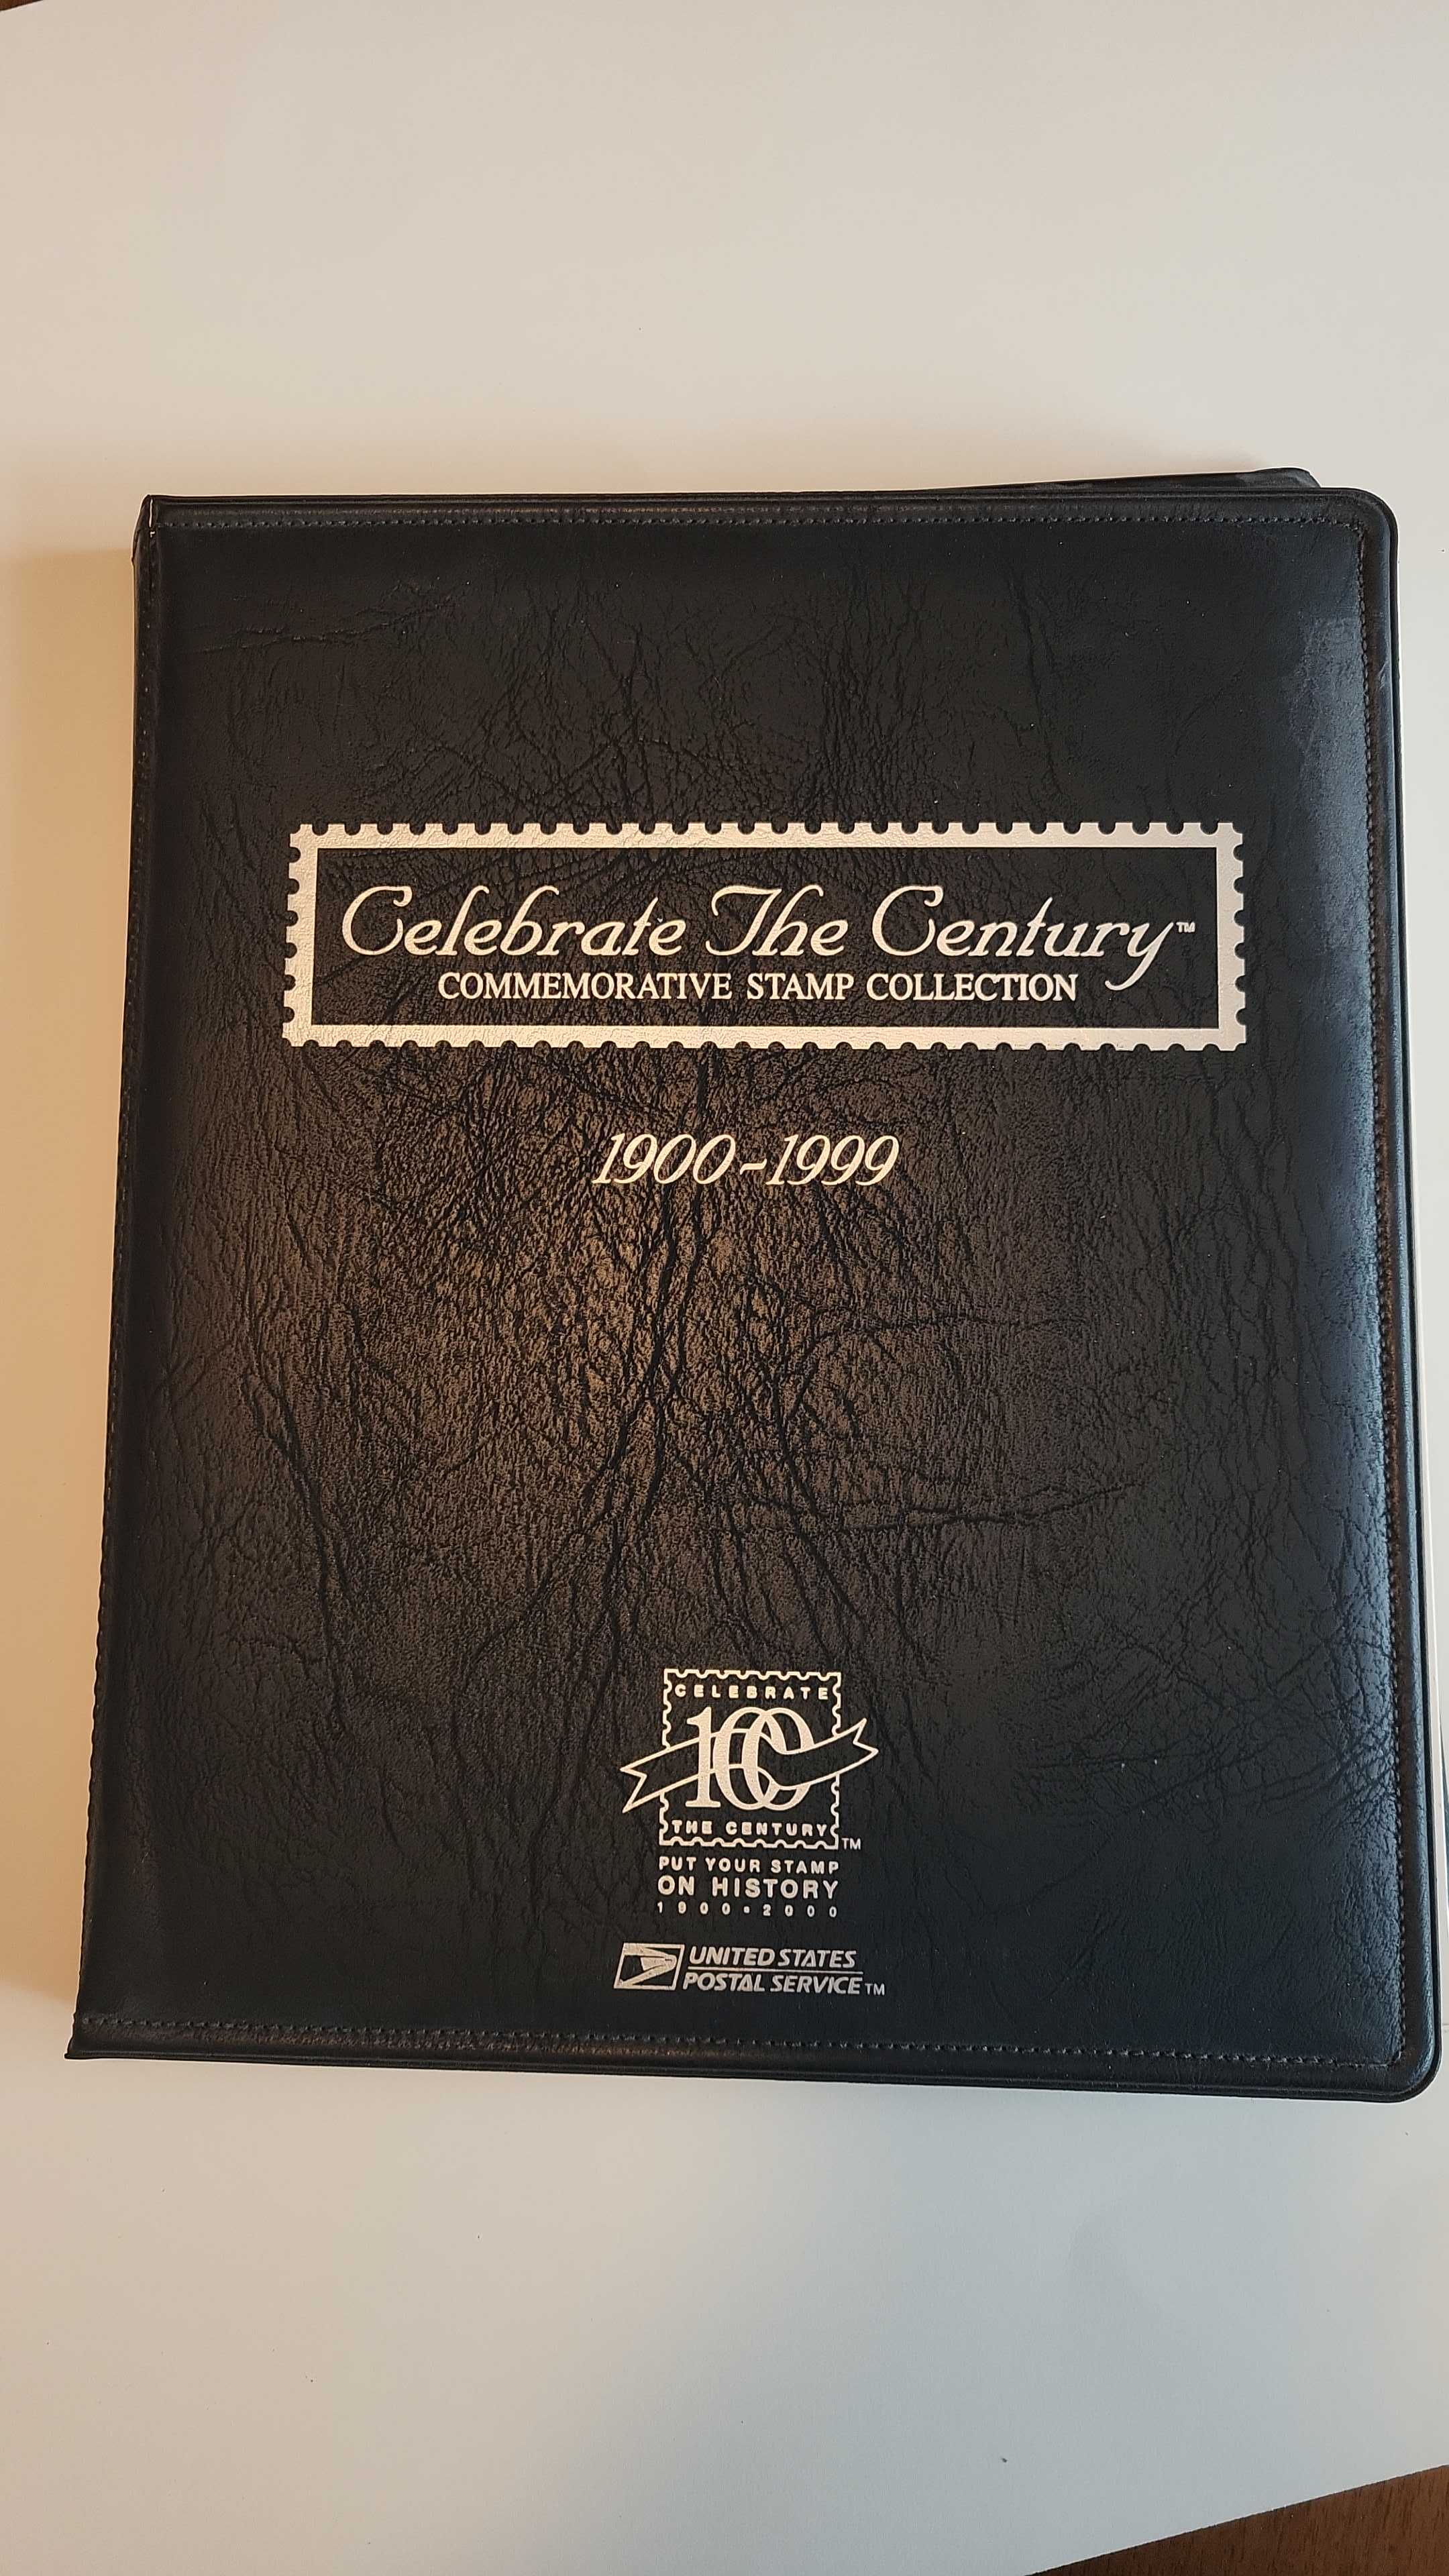 Celebrate The Century™
COMMEMORATIVE STAMP COLLECTION
1900-1999
CELEBRATE
100
THE CENTURY™
PUT YOUR STAMP
ON HISTORY
1900-2000
UNITED STATES
POSTAL SERVICE™